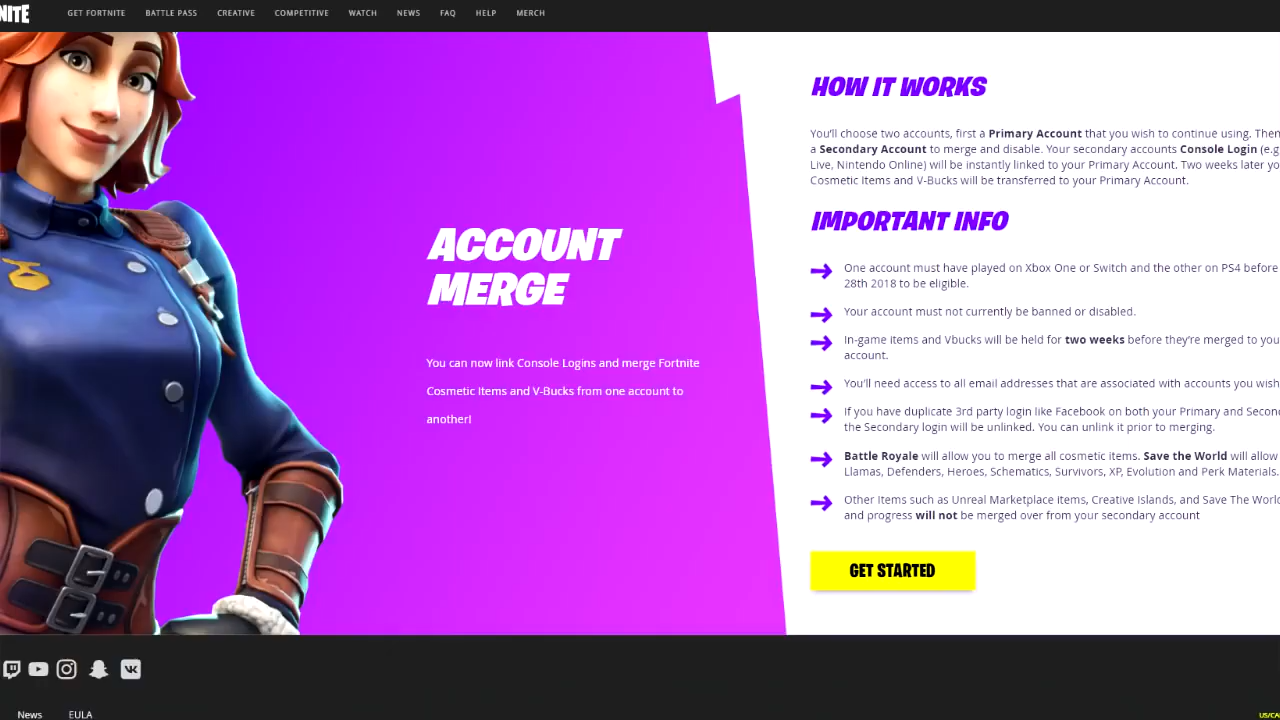 NITE
GET FORTNITE
BATTLE PASS
CREATIVE
COMPETITIVE
WATCH
NEWS
FAQ
HELP
MERCH
ACCOUNT
MERGE
You can now link Console Logins and merge Fortnite
Cosmetic Items and V-Bucks from one account to
another!
HOW IT WORKS
You'll choose two accounts, first a Primary Account that you wish to continue using. Then
a Secondary Account to merge and disable. Your secondary accounts Console Login (e.g
Live, Nintendo Online) will be instantly linked to your Primary Account. Two weeks later yo
Cosmetic Items and V-Bucks will be transferred to your Primary Account.
IMPORTANT INFO
One account must have played on Xbox One or Switch and the other on PS4 before
28th 2018 to be eligible.
Your account must not currently be banned or disabled.
In-game items and Vbucks will be held for two weeks before they're merged to you
account.
You'll need access to all email addresses that are associated with accounts you wish
If you have duplicate 3rd party login like Facebook on both your Primary and Secon
the Secondary login will be unlinked. You can unlink it prior to merging.
Battle Royale will allow you to merge all cosmetic items. Save the World will allow
Llamas, Defenders, Heroes, Schematics, Survivors, XP, Evolution and Perk Materials.
Other Items such as Unreal Marketplace items, Creative Islands, and Save The World
and progress will not be merged over from your secondary account
GET STARTED
News
EULA
US/CA